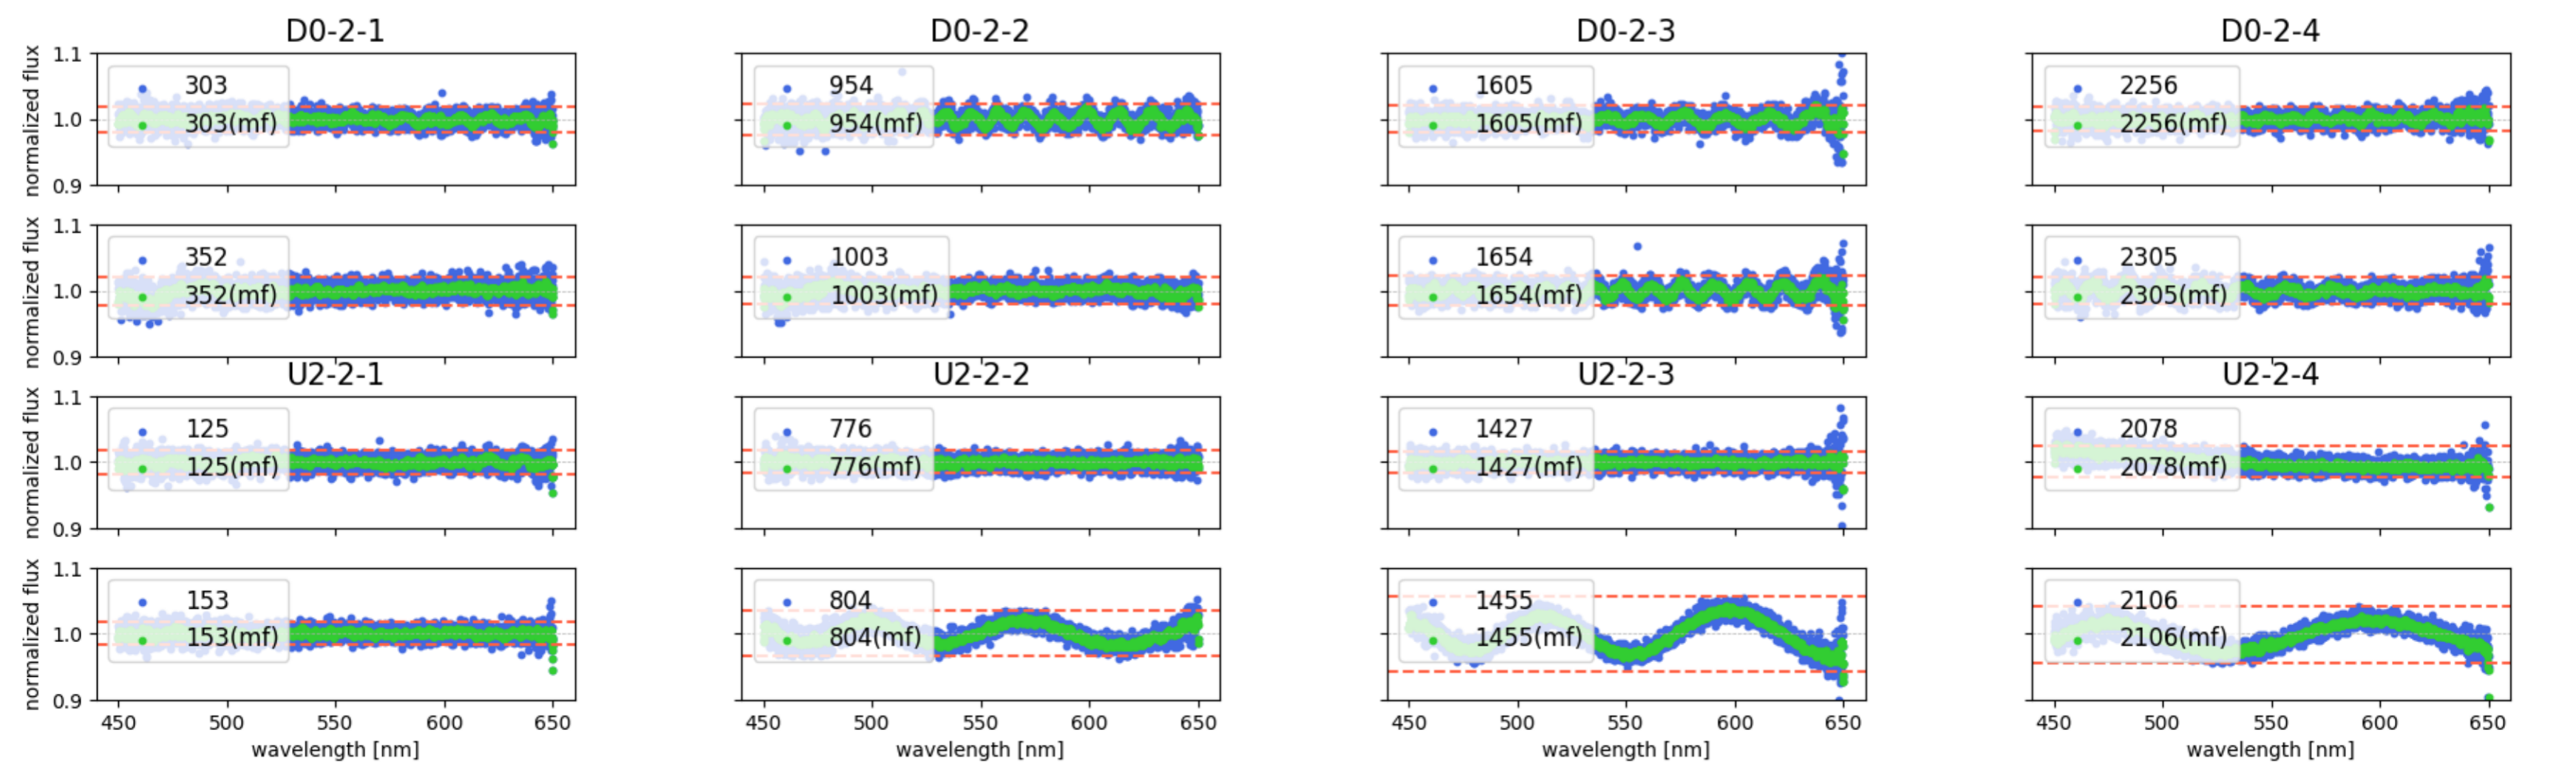 D0-2-1 D0-2-2 D0-2-3 D0-2-4
normalized flux
1.1
1.0
0.9
303
303(mf)
954
954(mf)
1605
1605(mf)
2256
2256(mf)
normalized flux
1.1
1.0
0.9
352
352(mf)
1003
1003(mf)
1654
1654(mf)
2305
2305(mf)
U2-2-1 U2-2-2 U2-2-3 U2-2-4
normalized flux
1.1
1.0
0.9
125
125(mf)
776
776(mf)
1427
1427(mf)
2078
2078(mf)
normalized flux
1.1
1.0
0.9
153
153(mf)
804
804(mf)
1455
1455(mf)
2106
2106(mf)
450 500 550 600 650 450 500 550 600 650 450 500 550 600 650 450 500 550 600 650
wavelength [nm] wavelength [nm] wavelength [nm] wavelength [nm]